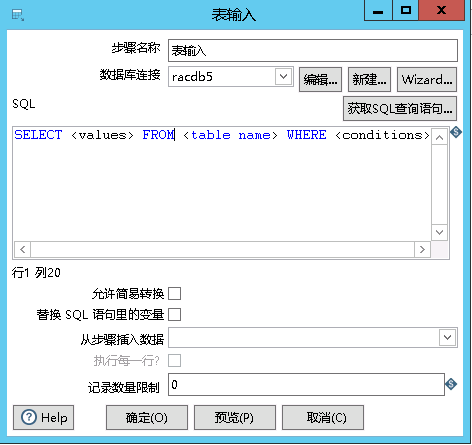 表输入
步骤名称 表输入
数据库连接 racdb5 编辑... 新建... Wizard...
SQL 获取SQL查询语句...
SELECT <values> FROM <table name> WHERE <conditions>
行1 列20
允许简易转换
替换 SQL 语句里的变量
从步骤插入数据
执行每一行?
记录数量限制 0
Help 确定(O) 预览(P) 取消(C)